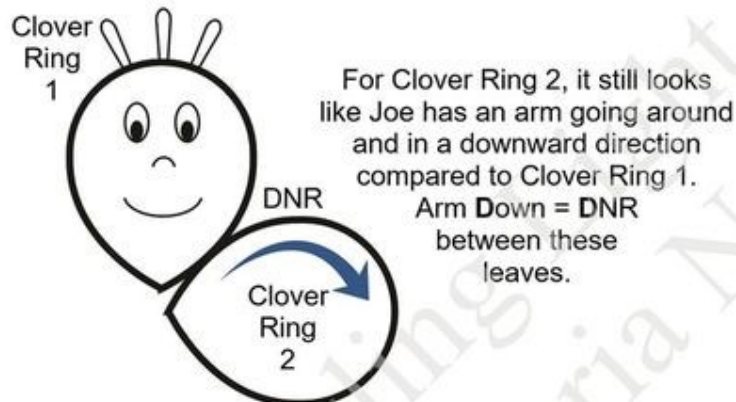 Clover
Ring
1
For Clover Ring 2, it still looks
like Joe has an arm going around
and in a downward direction
compared to Clover Ring 1.
Arm Down = DNR
between these
leaves.
DNR
Clover
Ring
2